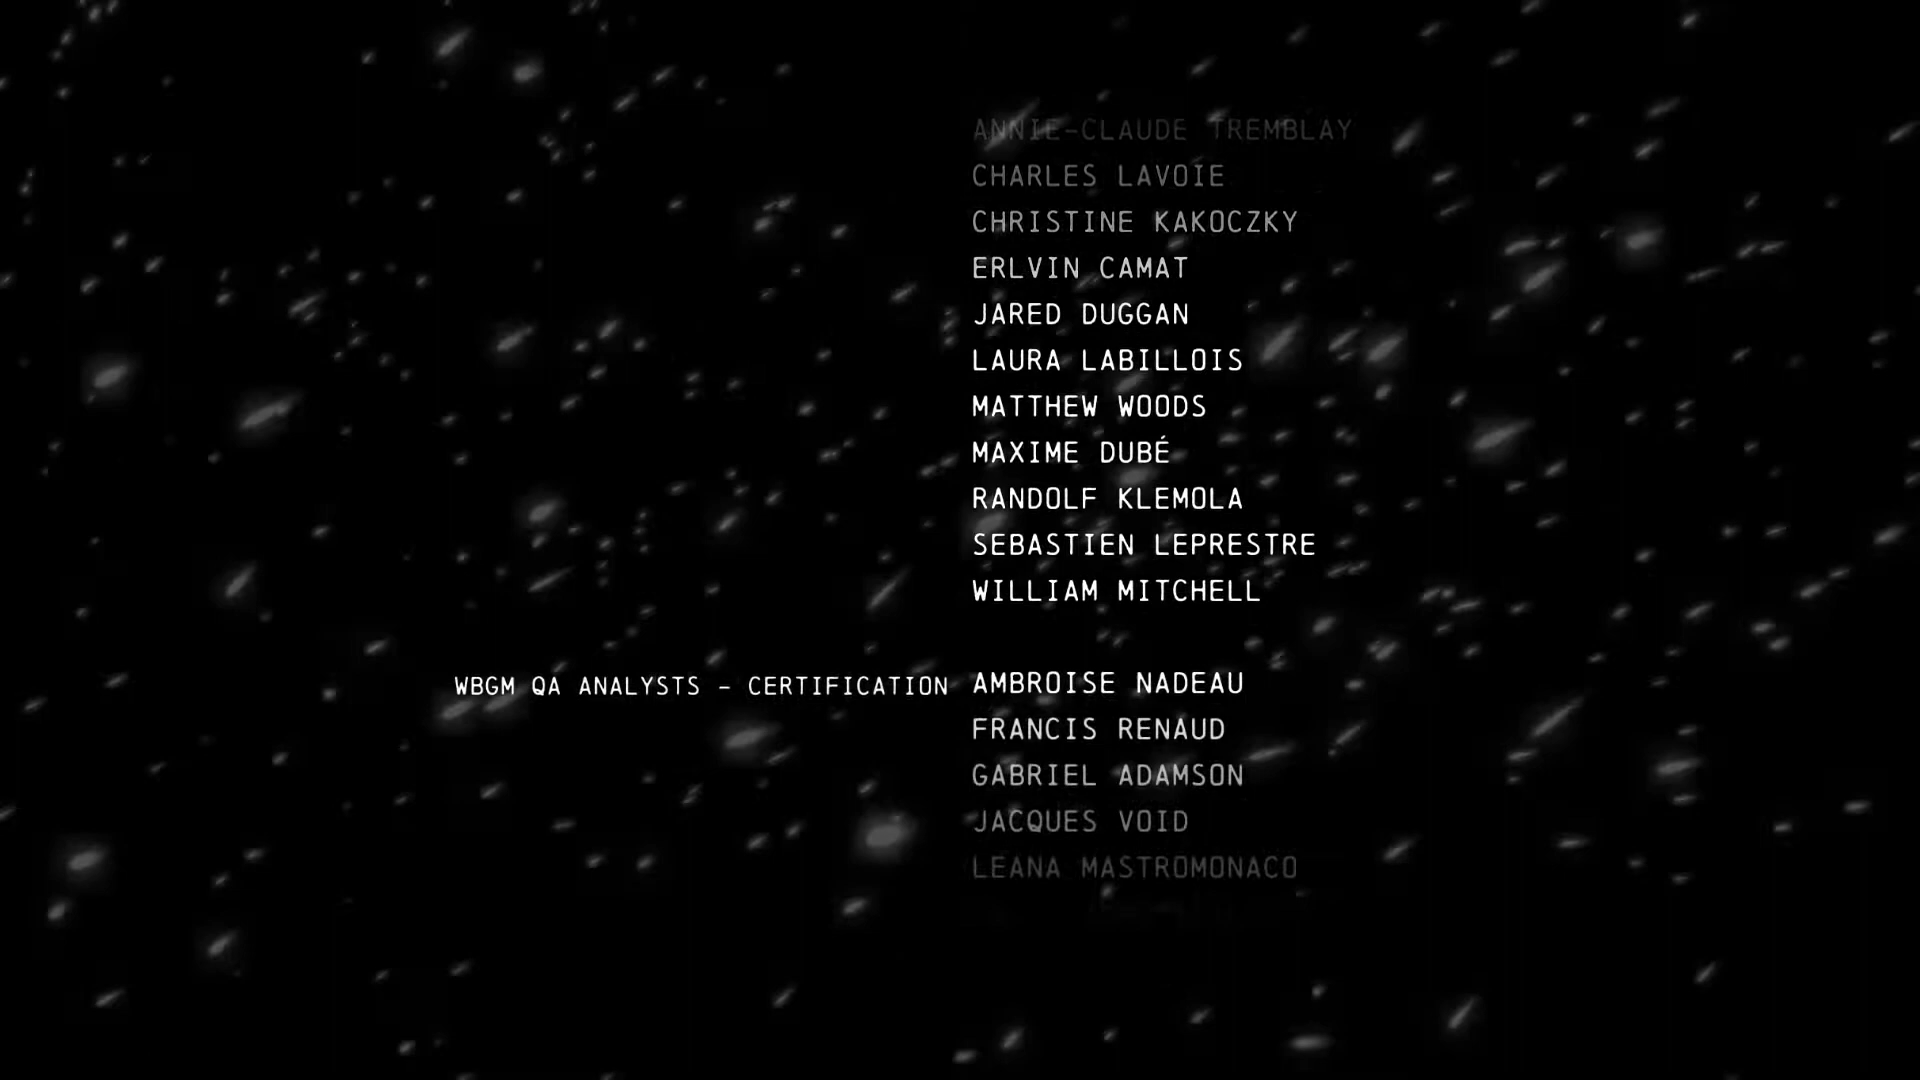 ANNIE-CLAUDE TREMBLAY
CHARLES LAVOIE
CHRISTINE KAKOCZKY
ERLVIN CAMAT
JARED DUGGAN
LAURA LABILLOIS
MATTHEW WOODS
MAXIME DUBÉ
RANDOLF KLEMOLA
SEBASTIEN LEPRESTRE
WILLIAM MITCHELL
WBGM QA ANALYSTS - CERTIFICATION AMBROISE NADEAU
FRANCIS RENAUD
GABRIEL ADAMSON
JACQUES VOID
LEANA MASTROMONACO